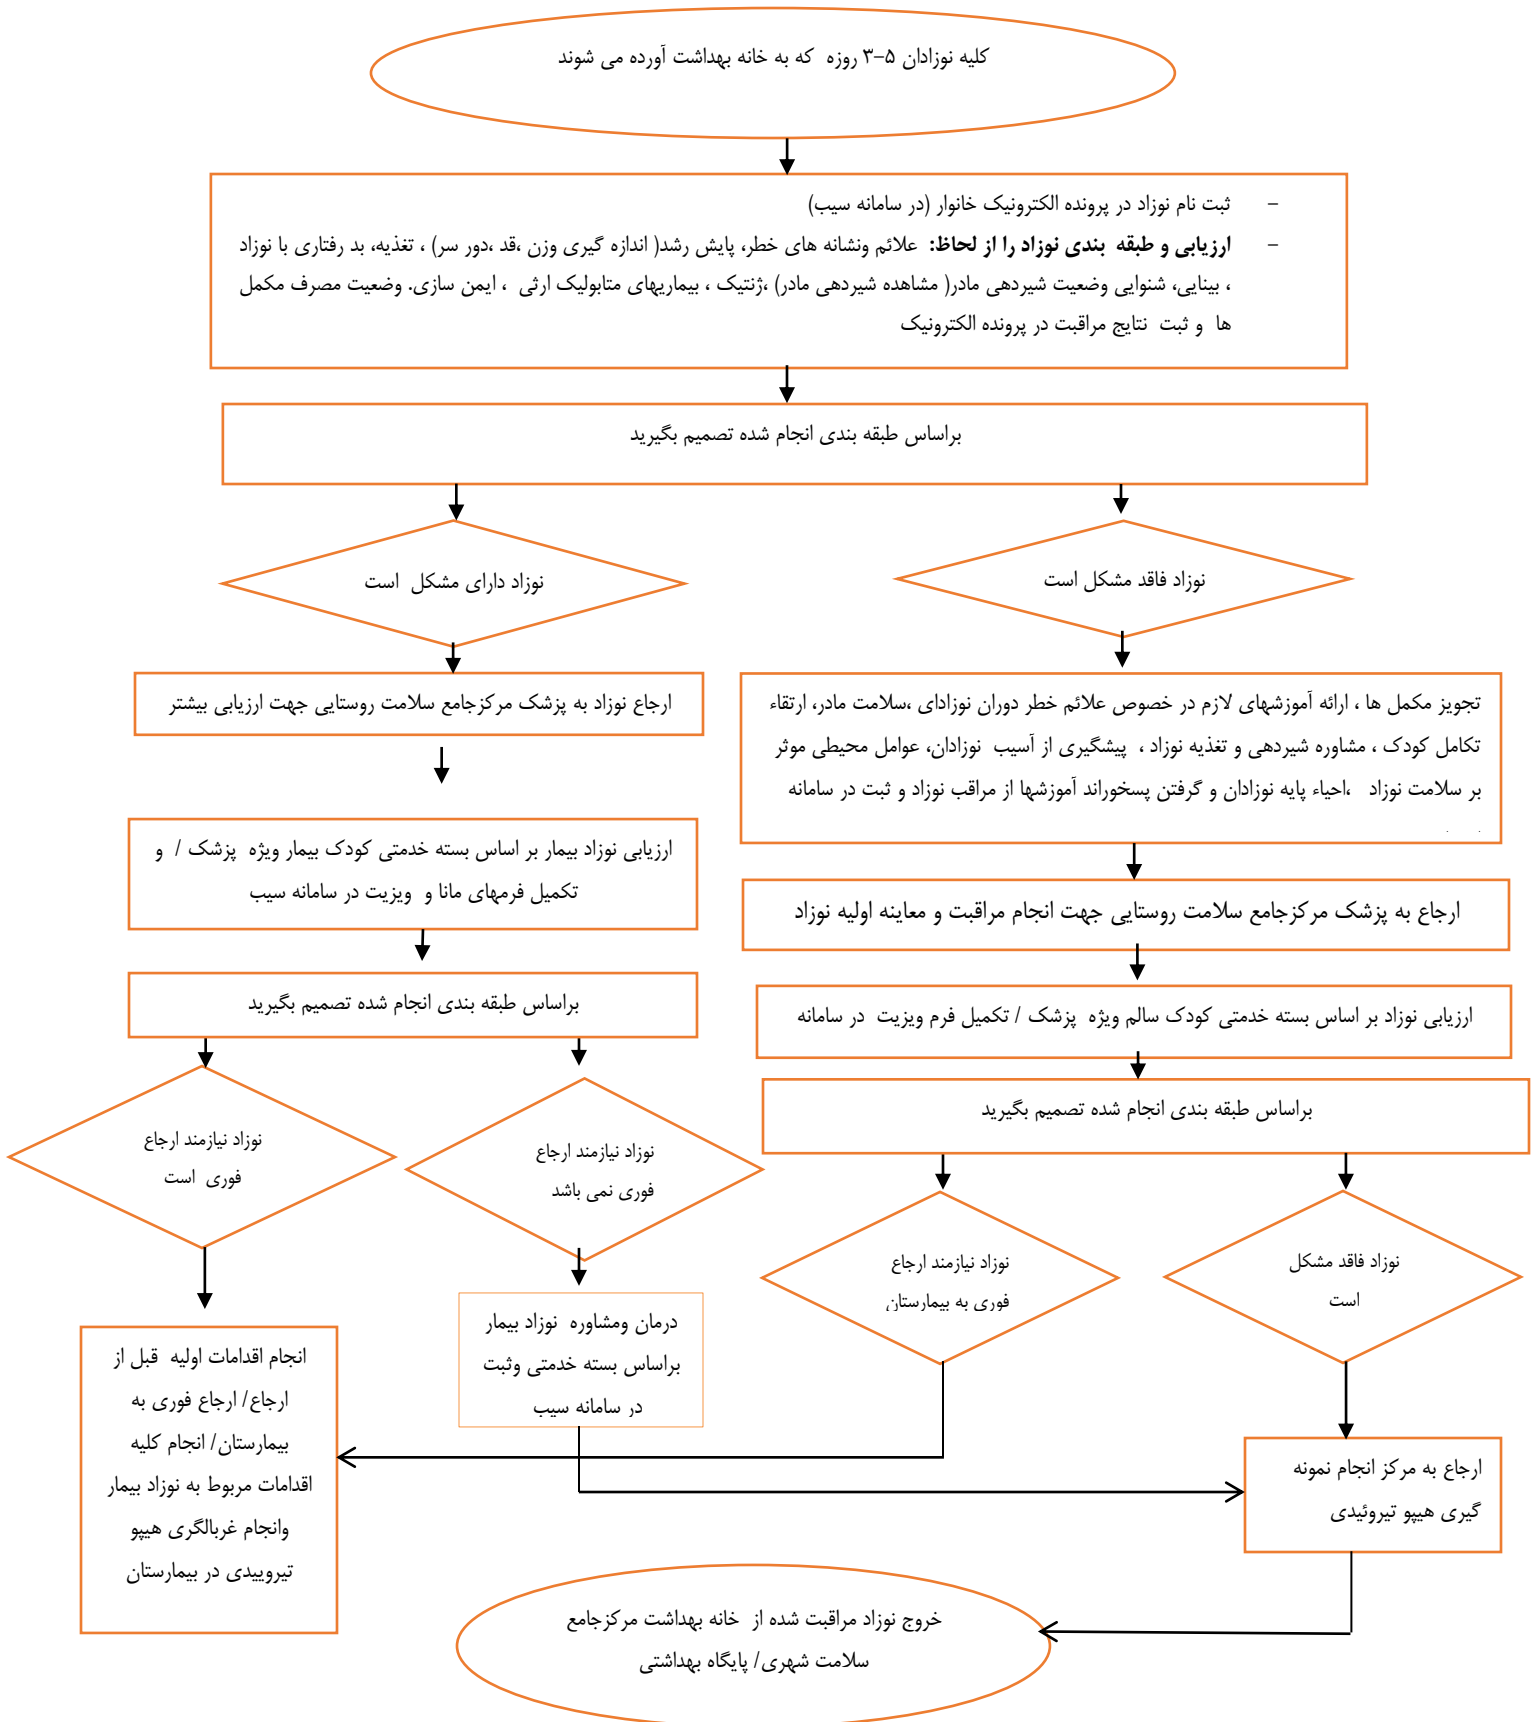 کلیه نوزادان ۵–۳ روزه که به خانه بهداشت آورده می شوند
– ثبت نام نوزاد در پرونده الکترونیک خانوار (در سامانه سیب)
– ارزیابی و طبقه بندی نوزاد را از لحاظ: علائم ونشانه های خطر، پایش رشد( اندازه گیری وزن ،قد ،دور سر) ، تغذیه، بد رفتاری با نوزاد
، بینایی، شنوایی وضعیت شیردهی مادر( مشاهده شیردهی مادر) ،ژنتیک ، بیماریهای متابولیک ارثی ، ایمن سازی. وضعیت مصرف مکمل
ها و ثبت نتایج مراقبت در پرونده الکترونیک
براساس طبقه بندی انجام شده تصمیم بگیرید
نوزاد فاقد مشکل است
نوزاد دارای مشکل است
تجویز مکمل ها ، ارائه آموزشهای لازم در خصوص علائم خطر دوران نوزادای ،سلامت مادر، ارتقاء
تکامل کودک ، مشاوره شیردهی و تغذیه نوزاد ، پیشگیری از آسیب نوزادان، عوامل محیطی موثر
بر سلامت نوزاد ،احیاء پایه نوزادان و گرفتن پسخوراند آموزشها از مراقب نوزاد و ثبت در سامانه
ارجاع نوزاد به پزشک مرکزجامع سلامت روستایی جهت ارزیابی بیشتر
ارزیابی نوزاد بیمار بر اساس بسته خدمتی کودک بیمار ویژه پزشک / و
تکمیل فرمهای مانا و ویزیت در سامانه سیب
ارجاع به پزشک مرکزجامع سلامت روستایی جهت انجام مراقبت و معاینه اولیه نوزاد
براساس طبقه بندی انجام شده تصمیم بگیرید
ارزیابی نوزاد بر اساس بسته خدمتی کودک سالم ویژه پزشک / تکمیل فرم ویزیت در سامانه
براساس طبقه بندی انجام شده تصمیم بگیرید
نوزاد نیازمند ارجاع
فوری نمی باشد
نوزاد نیازمند ارجاع
فوری است
نوزاد فاقد مشکل
است
نوزاد نیازمند ارجاع
فوری به بیمارستان
درمان ومشاوره نوزاد بیمار
براساس بسته خدمتی وثبت
در سامانه سیب
انجام اقدامات اولیه قبل از
ارجاع/ ارجاع فوری به
بیمارستان/ انجام کلیه
اقدامات مربوط به نوزاد بیمار
وانجام غربالگری هیپو
تیروییدی در بیمارستان
ارجاع به مرکز انجام نمونه
گیری هیپو تیروئیدی
خروج نوزاد مراقبت شده از خانه بهداشت مرکزجامع
سلامت شهری/ پایگاه بهداشتی